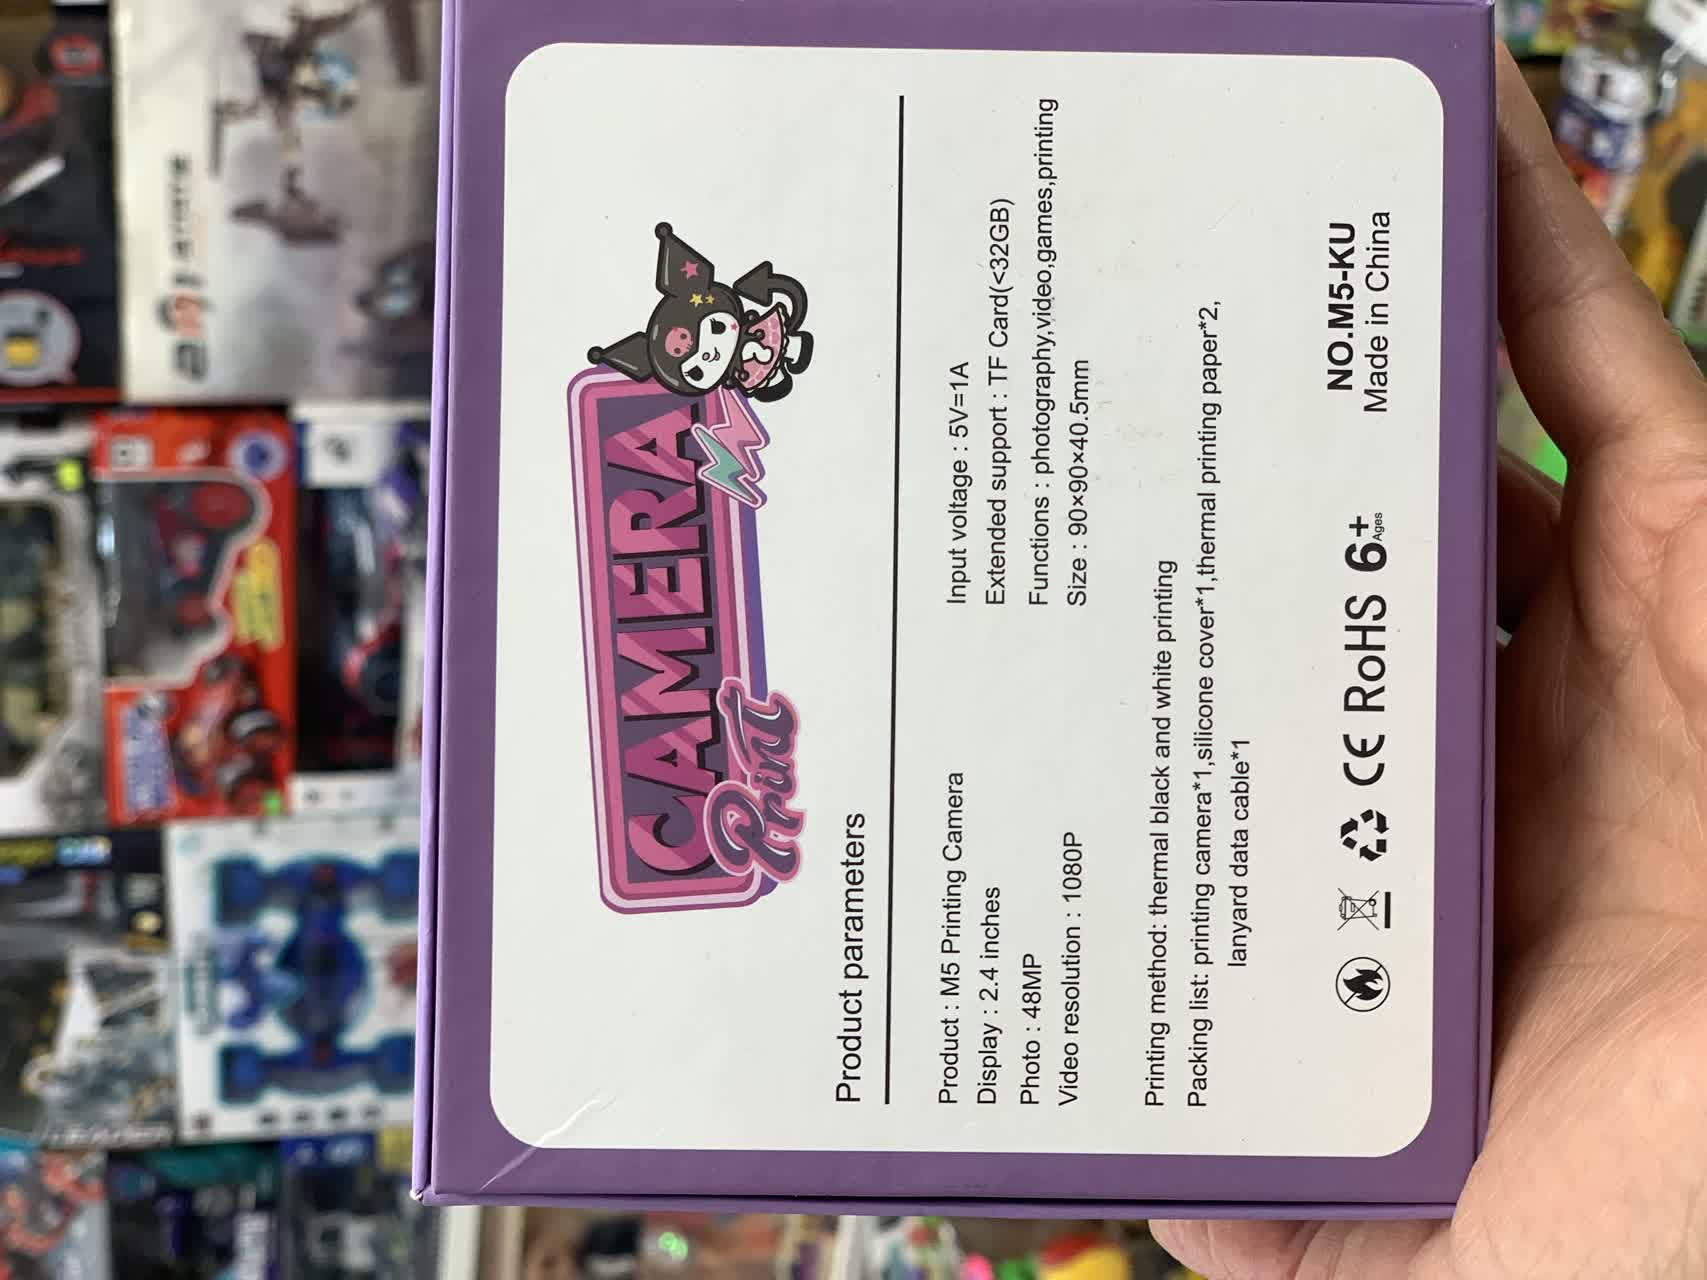 CAMERA
Print
Product parameters
Product : M5 Printing Camera
Display : 2.4 inches
Photo : 48MP
Video resolution : 1080P
Input voltage : 5V=1A
Extended support : TF Card(<32GB)
Functions : photography,video,games,printing
Size : 90×90×40.5mm
Printing method: thermal black and white printing
Packing list: printing camera*1,silicone cover*1,thermal printing paper*2,
lanyard data cable*1
CE RoHS 6+
Ages
NO.M5-KU
Made in China
LEADER